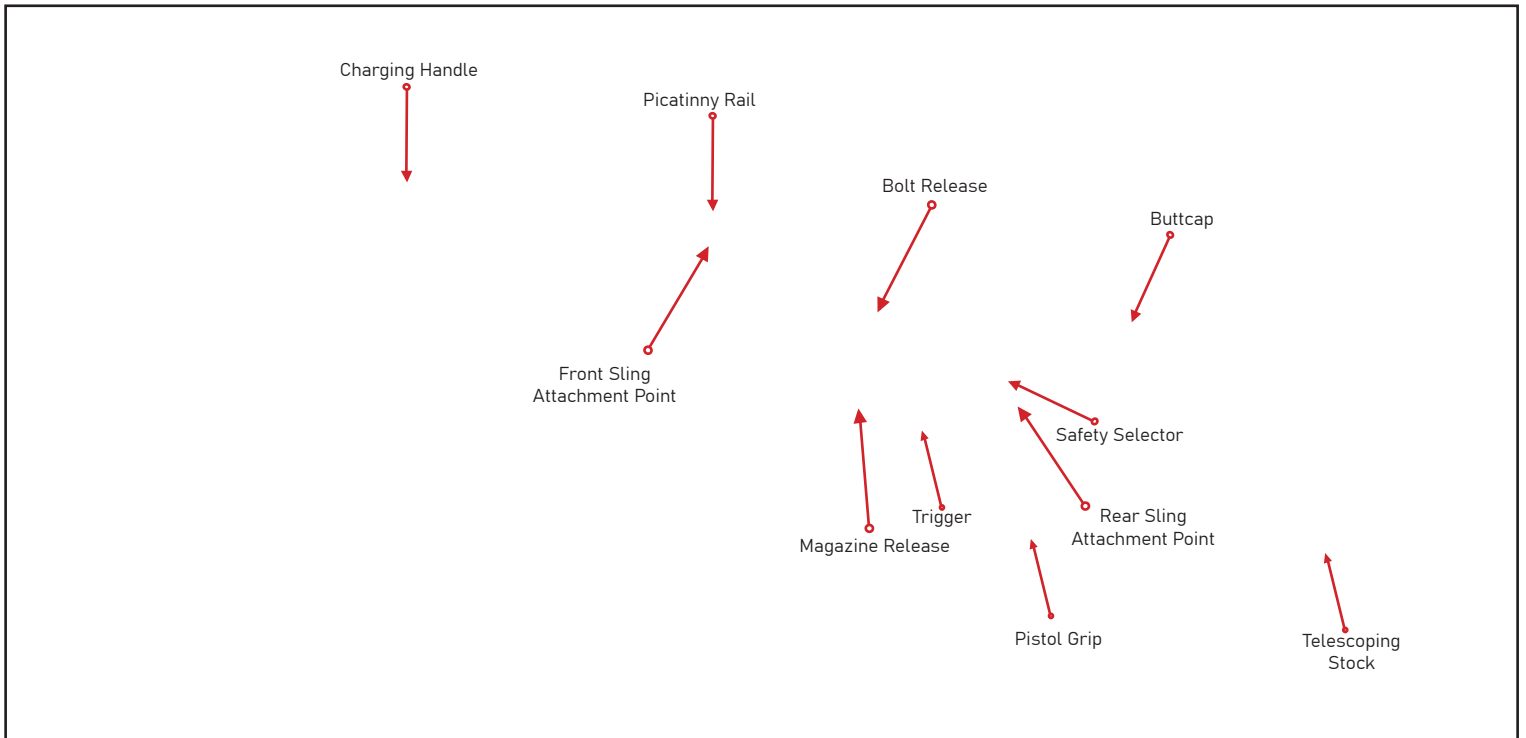 Charging Handle
Picatinny Rail
Bolt Release
Buttcap
Front Sling
Attachment Point
Safety Selector
Trigger
Rear Sling
Attachment Point
Magazine Release
Pistol Grip
Telescoping
Stock